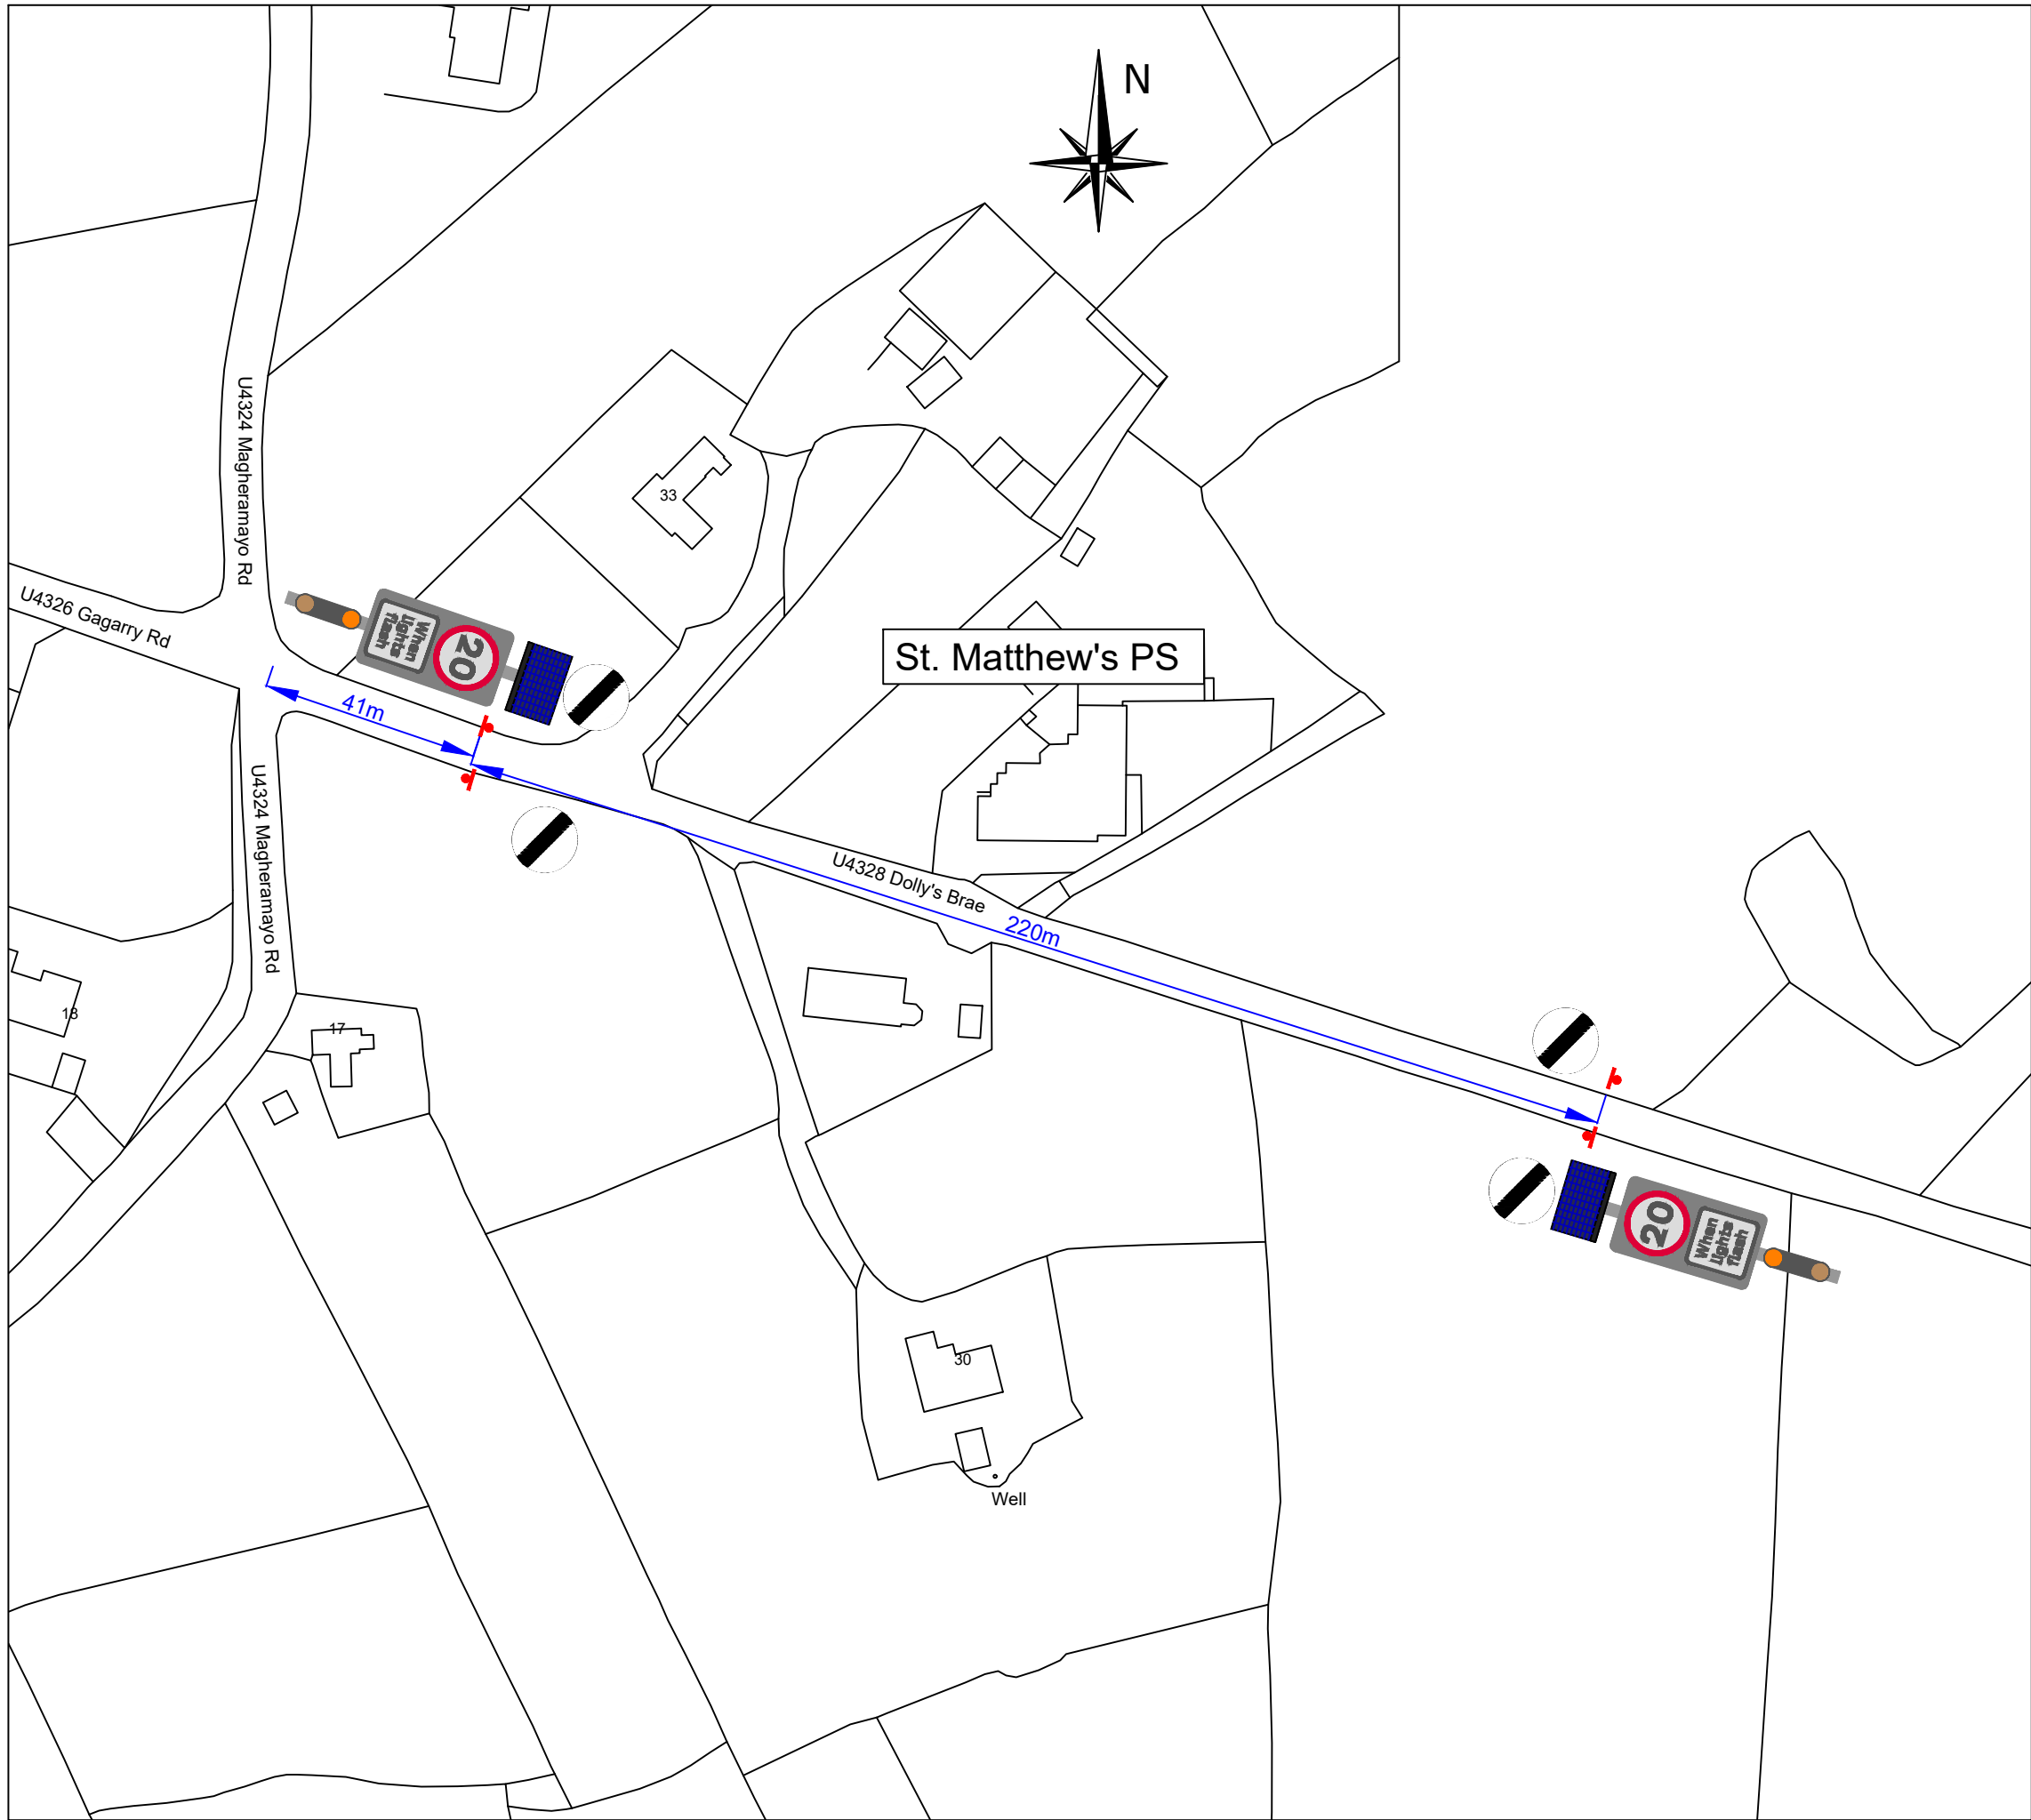 N
U4324 Magheramayo Rd
33
U4326 Gagarry Rd
When
lights
flash
20
St. Matthew's PS
41m
U4324 Magheramayo Rd
U4328 Dolly's Brae
220m
18
17
20
When
lights
flash
30
Well